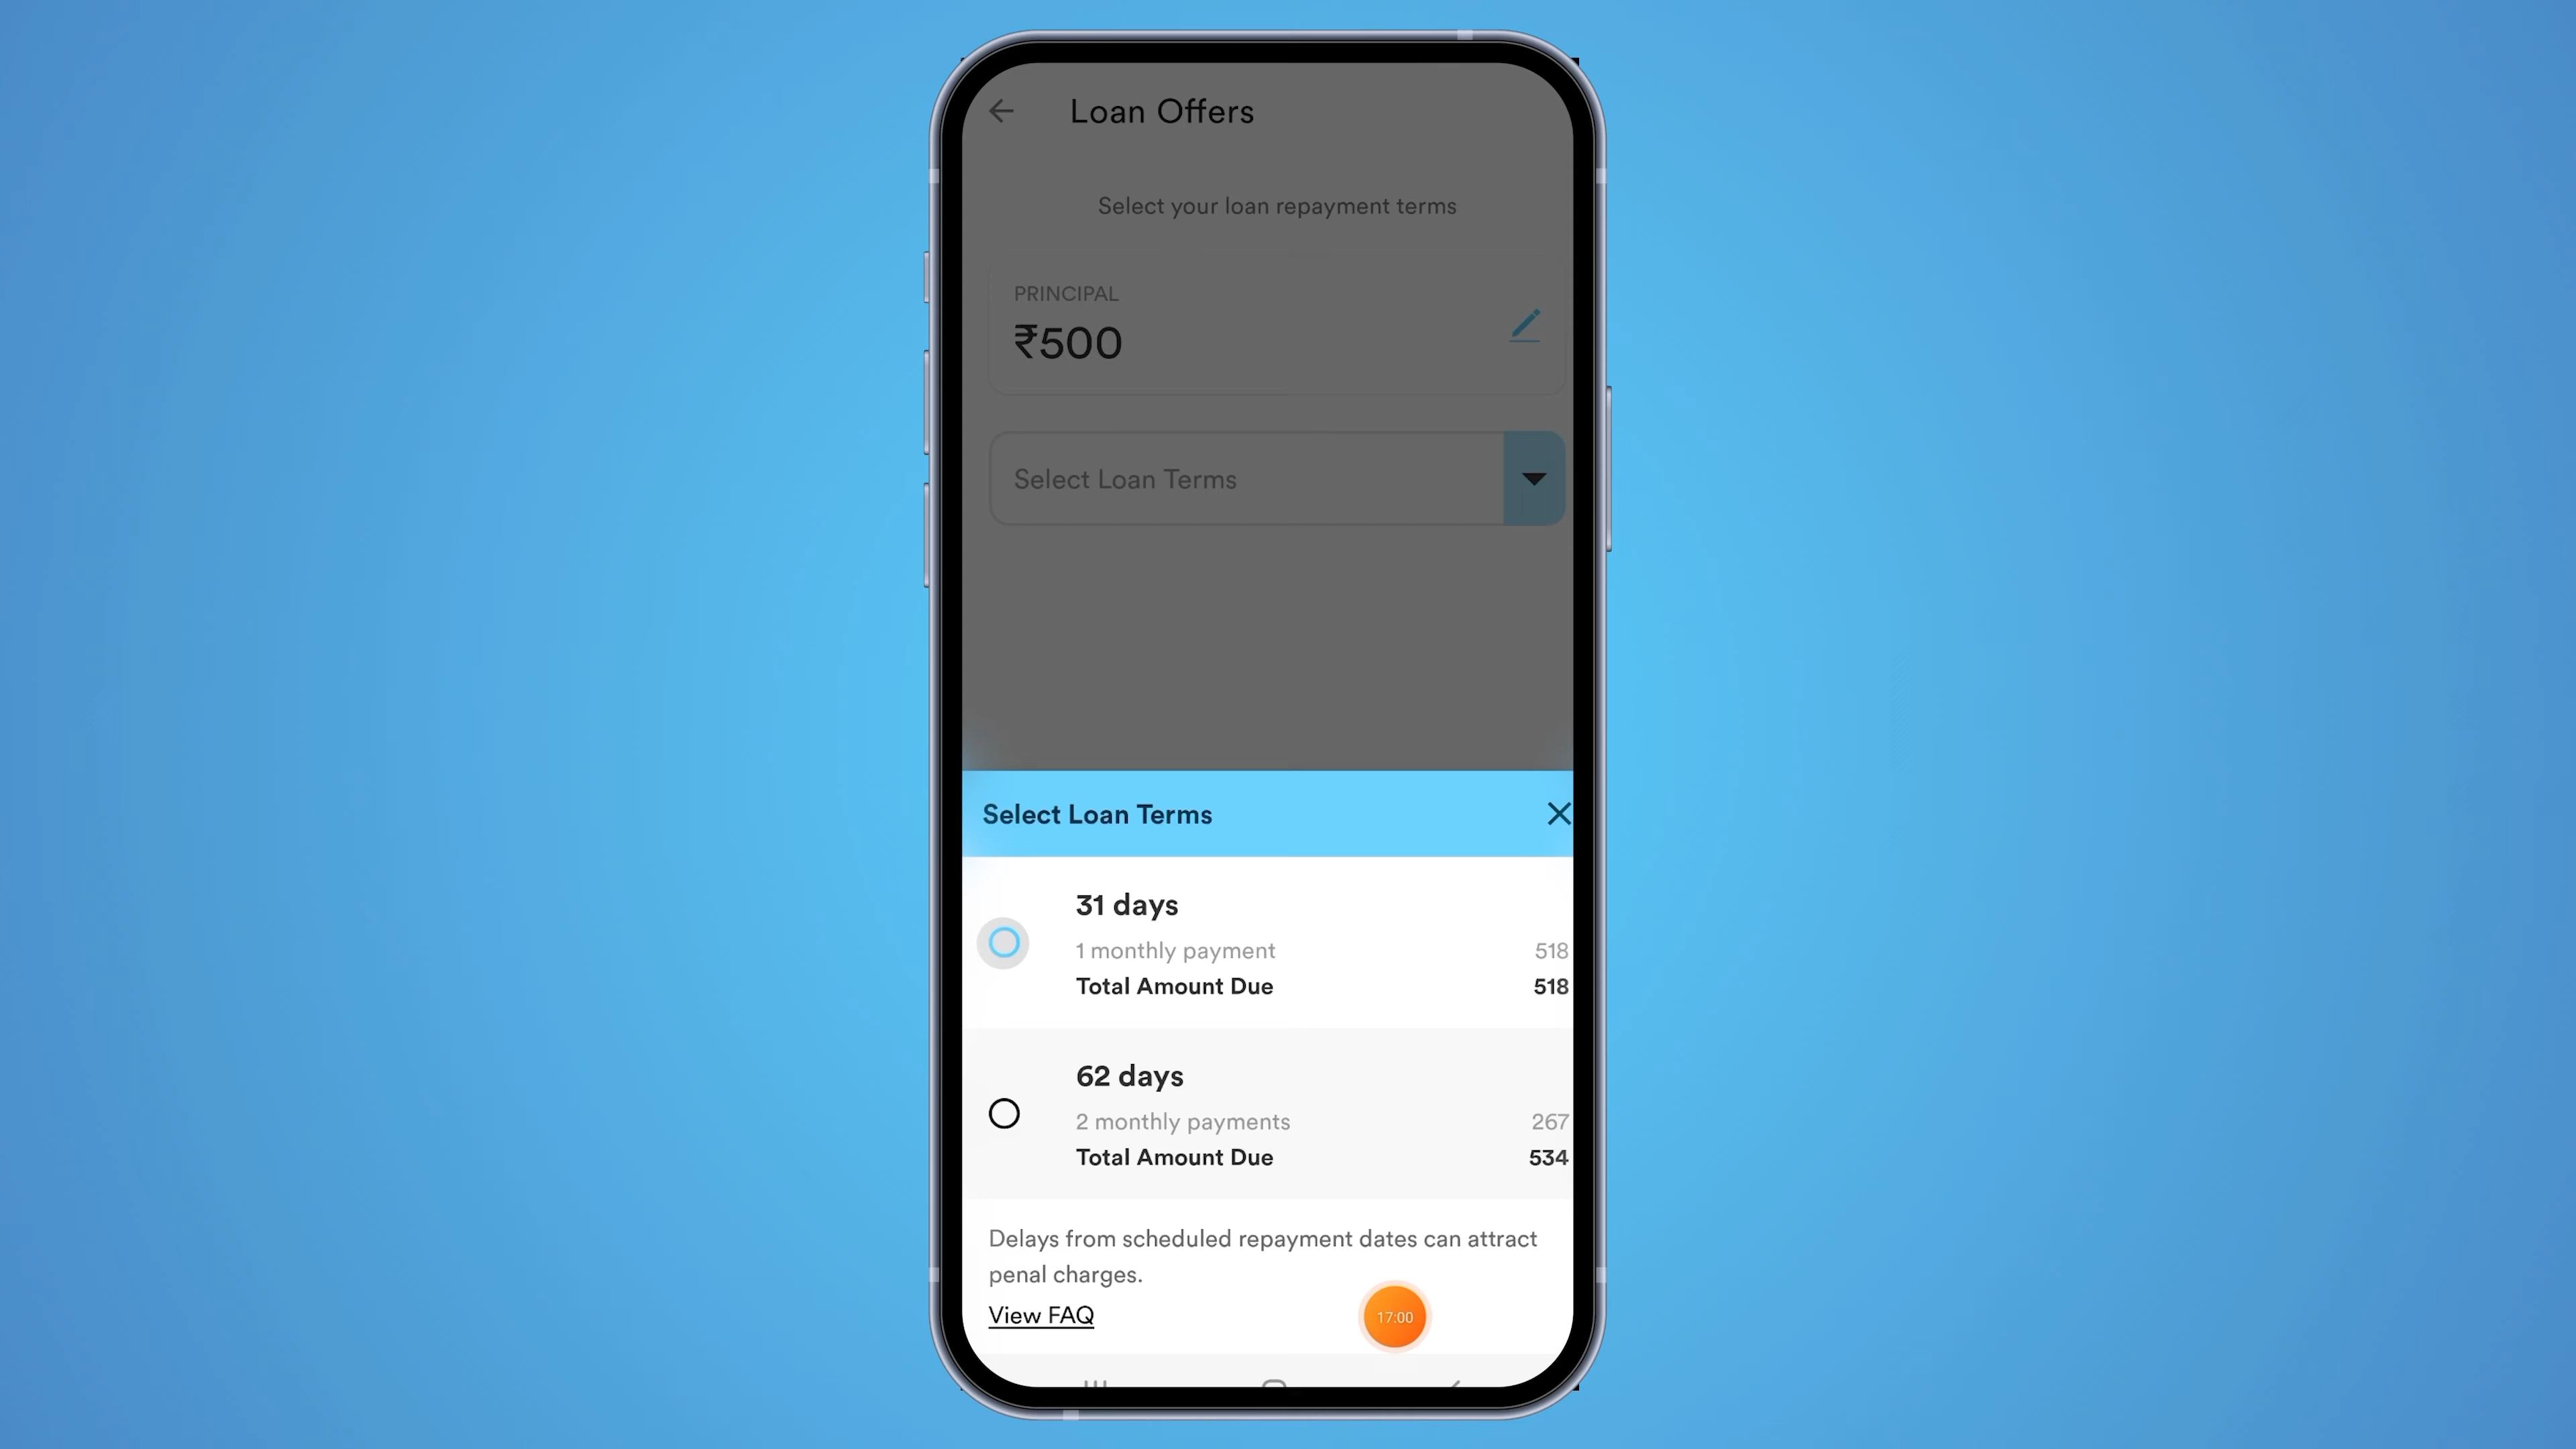 Loan Offers
Select your loan repayment terms
PRINCIPAL
₹500
Select Loan Terms
Select Loan Terms
31 days
1 monthly payment 518
Total Amount Due 518
62 days
2 monthly payments 267
Total Amount Due 534
Delays from scheduled repayment dates can attract
penal charges.
View FAQ
17:00